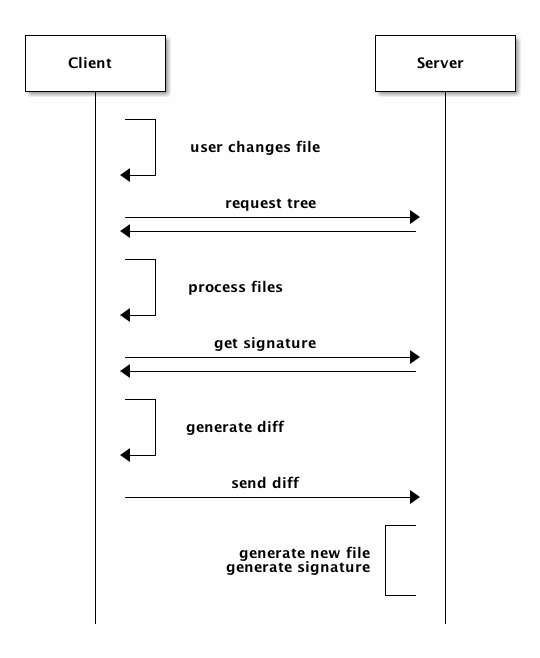 Client
Server
user changes file
request tree
process files
get signature
generate diff
send diff
generate new file
generate signature